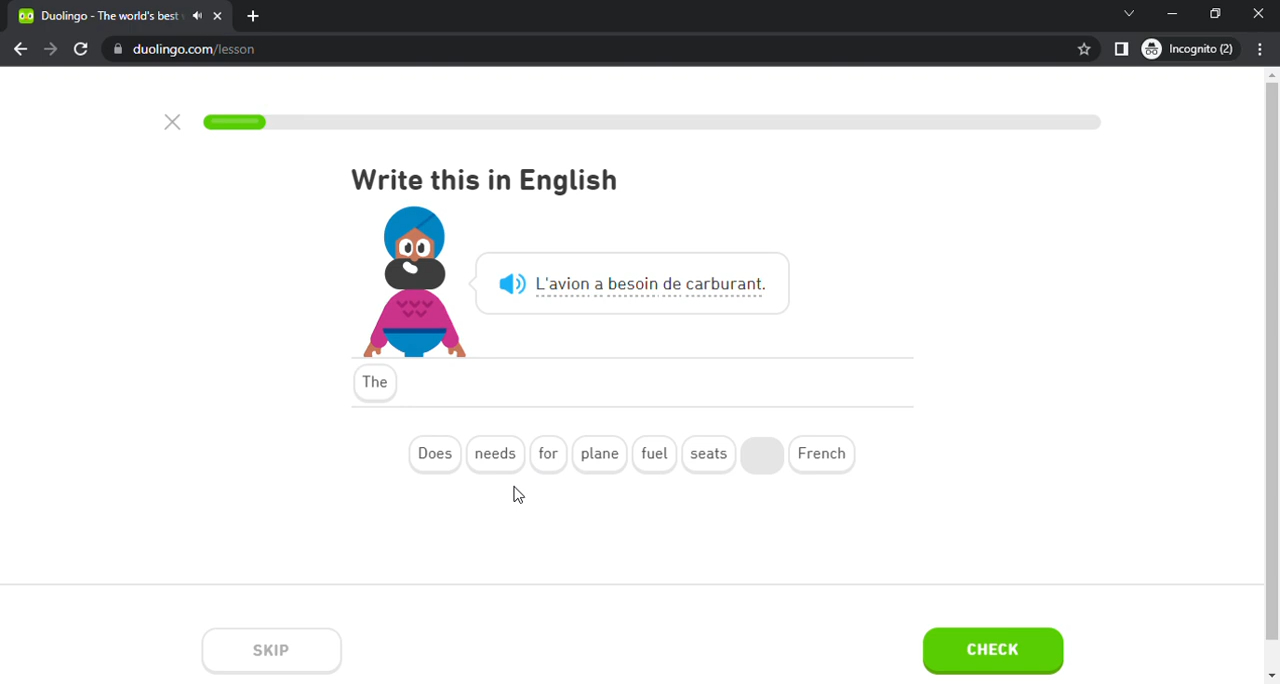 Duolingo - The world's best
duolingo.com/lesson
Incognito (2)
Write this in English
L'avion a besoin de carburant.
The
Does needs for plane fuel seats French
SKIP
CHECK